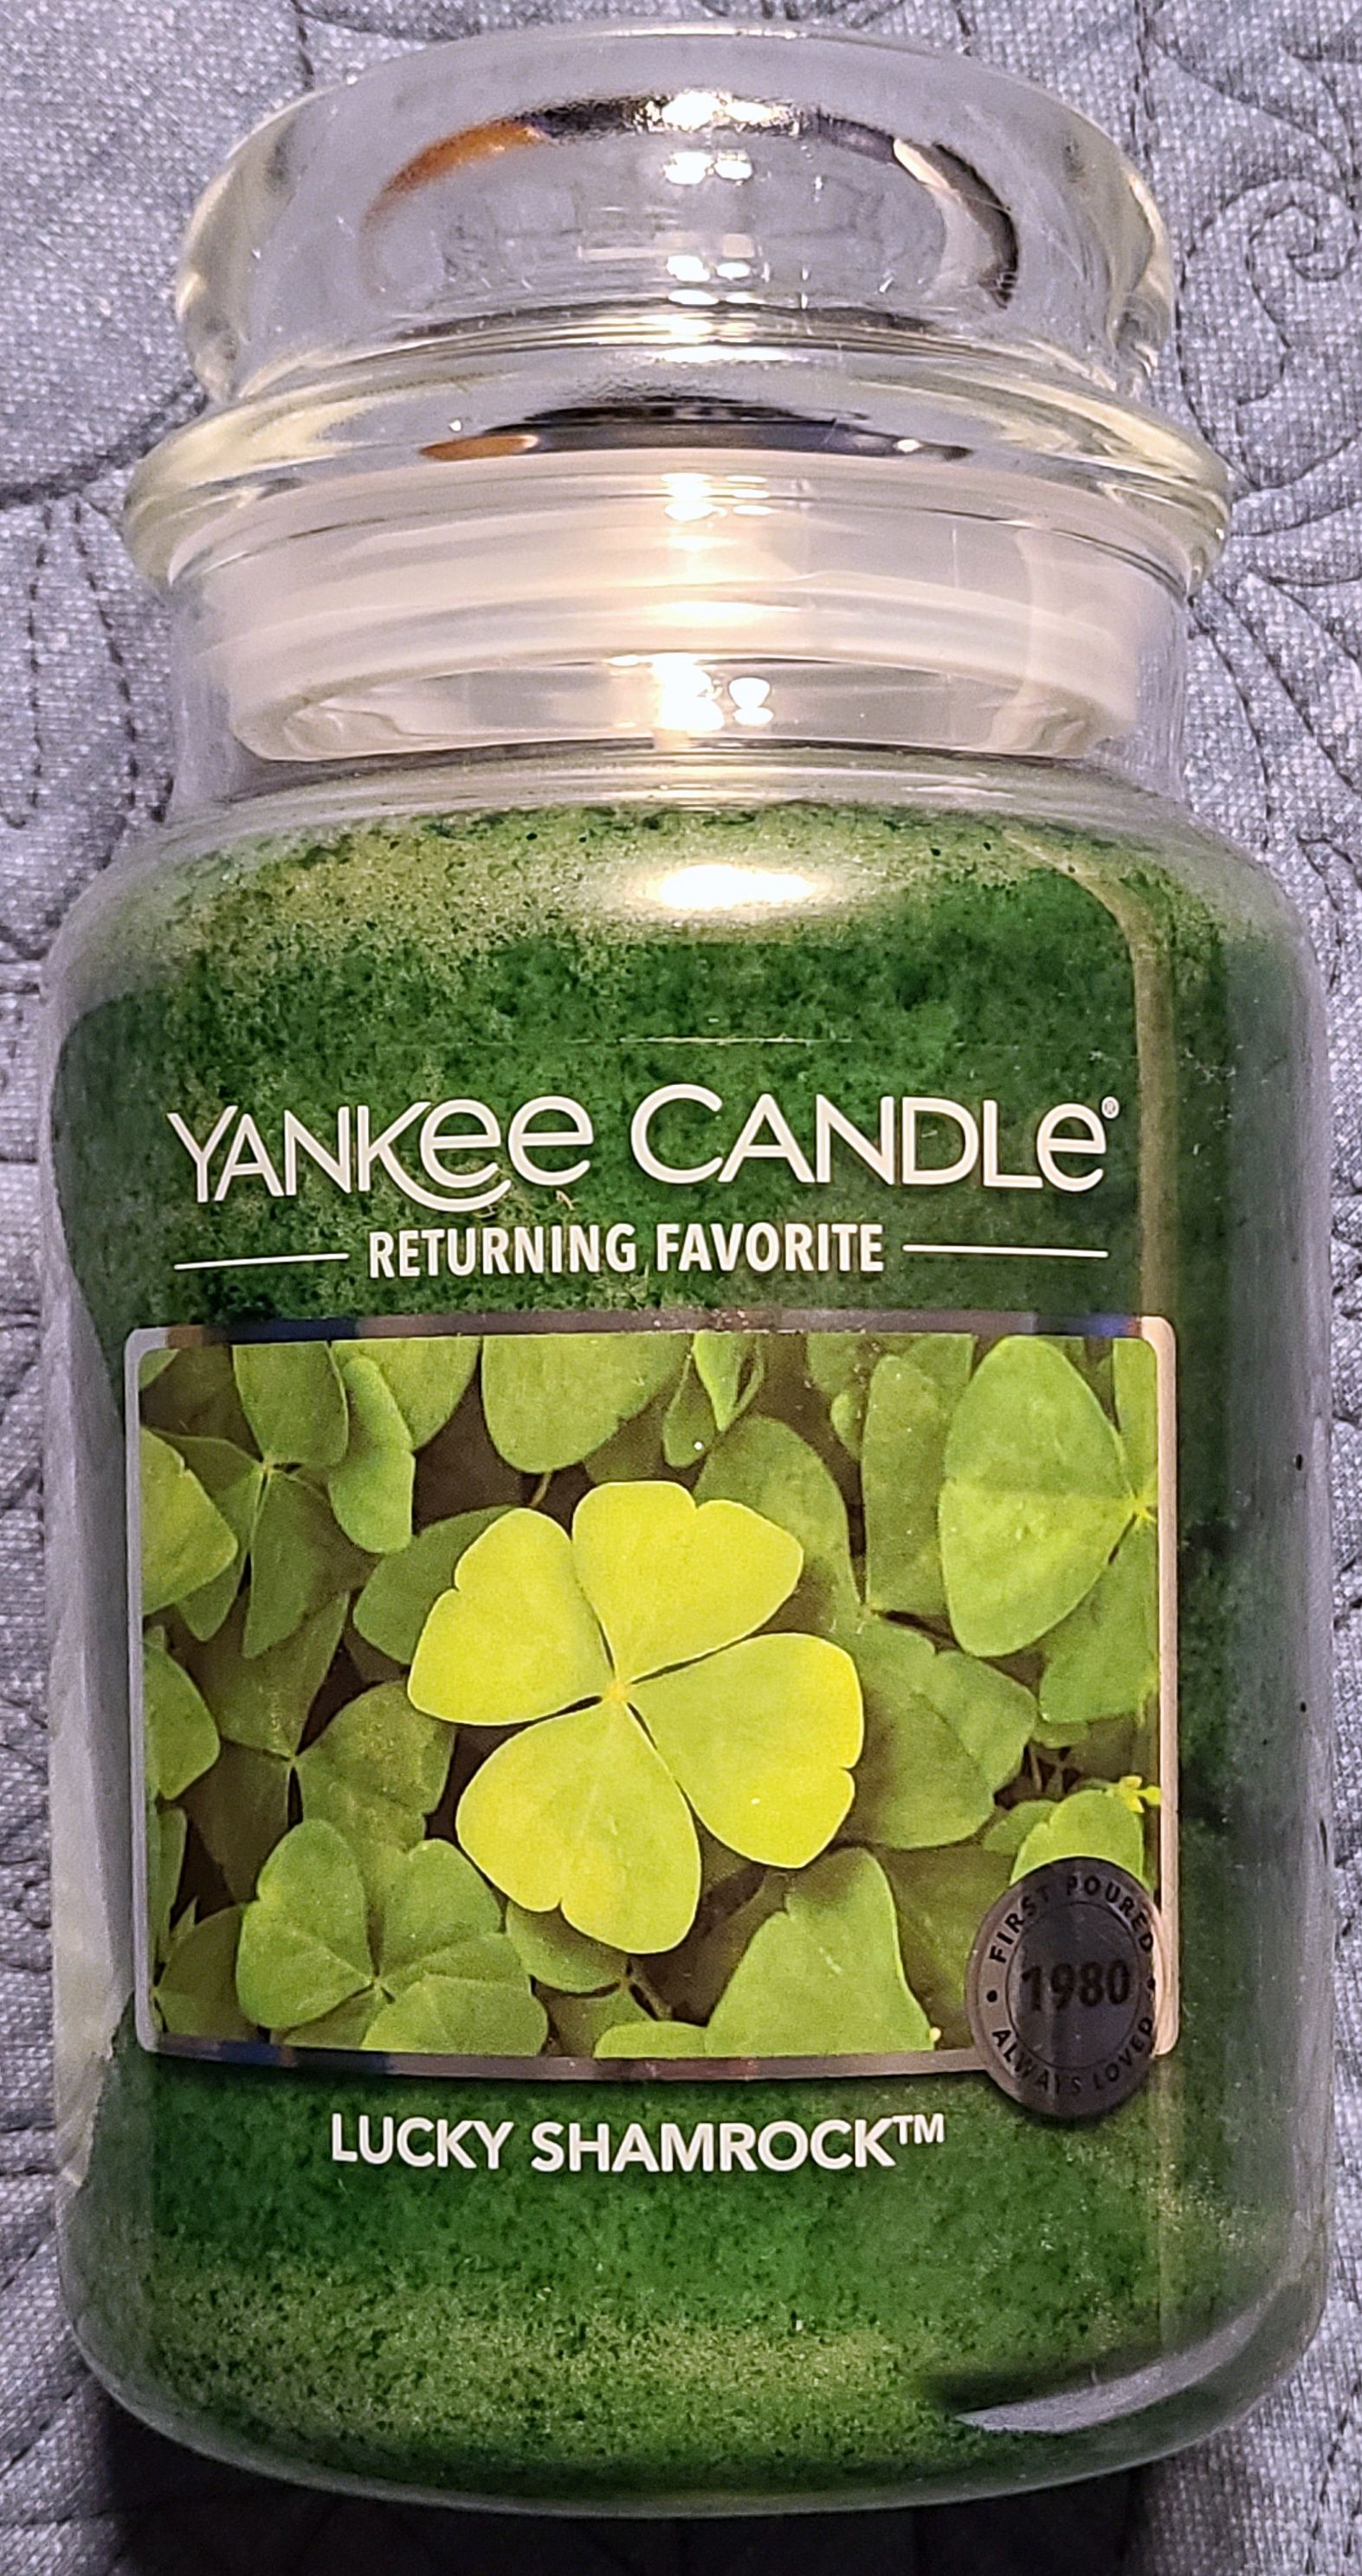 YANKEE CANDLE®
RETURNING FAVORITE
FIRST POURED
1980
ALWAYS LOVED
LUCKY SHAMROCK™